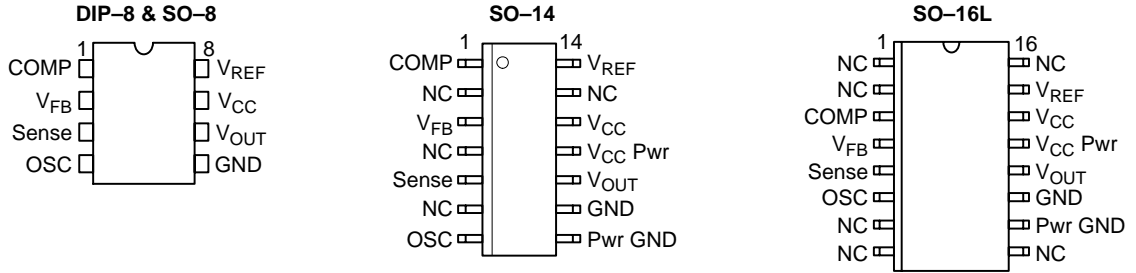 DIP–8 & SO–8
1 8
COMP VREF
VFB VCC
Sense VOUT
OSC GND
SO–14
1 14
COMP VREF
NC NC
VFB VCC
NC VCC Pwr
Sense VOUT
NC GND
OSC Pwr GND
SO–16L
1 16
NC NC
NC VREF
COMP VCC
VFB VCC Pwr
Sense VOUT
OSC GND
NC Pwr GND
NC NC